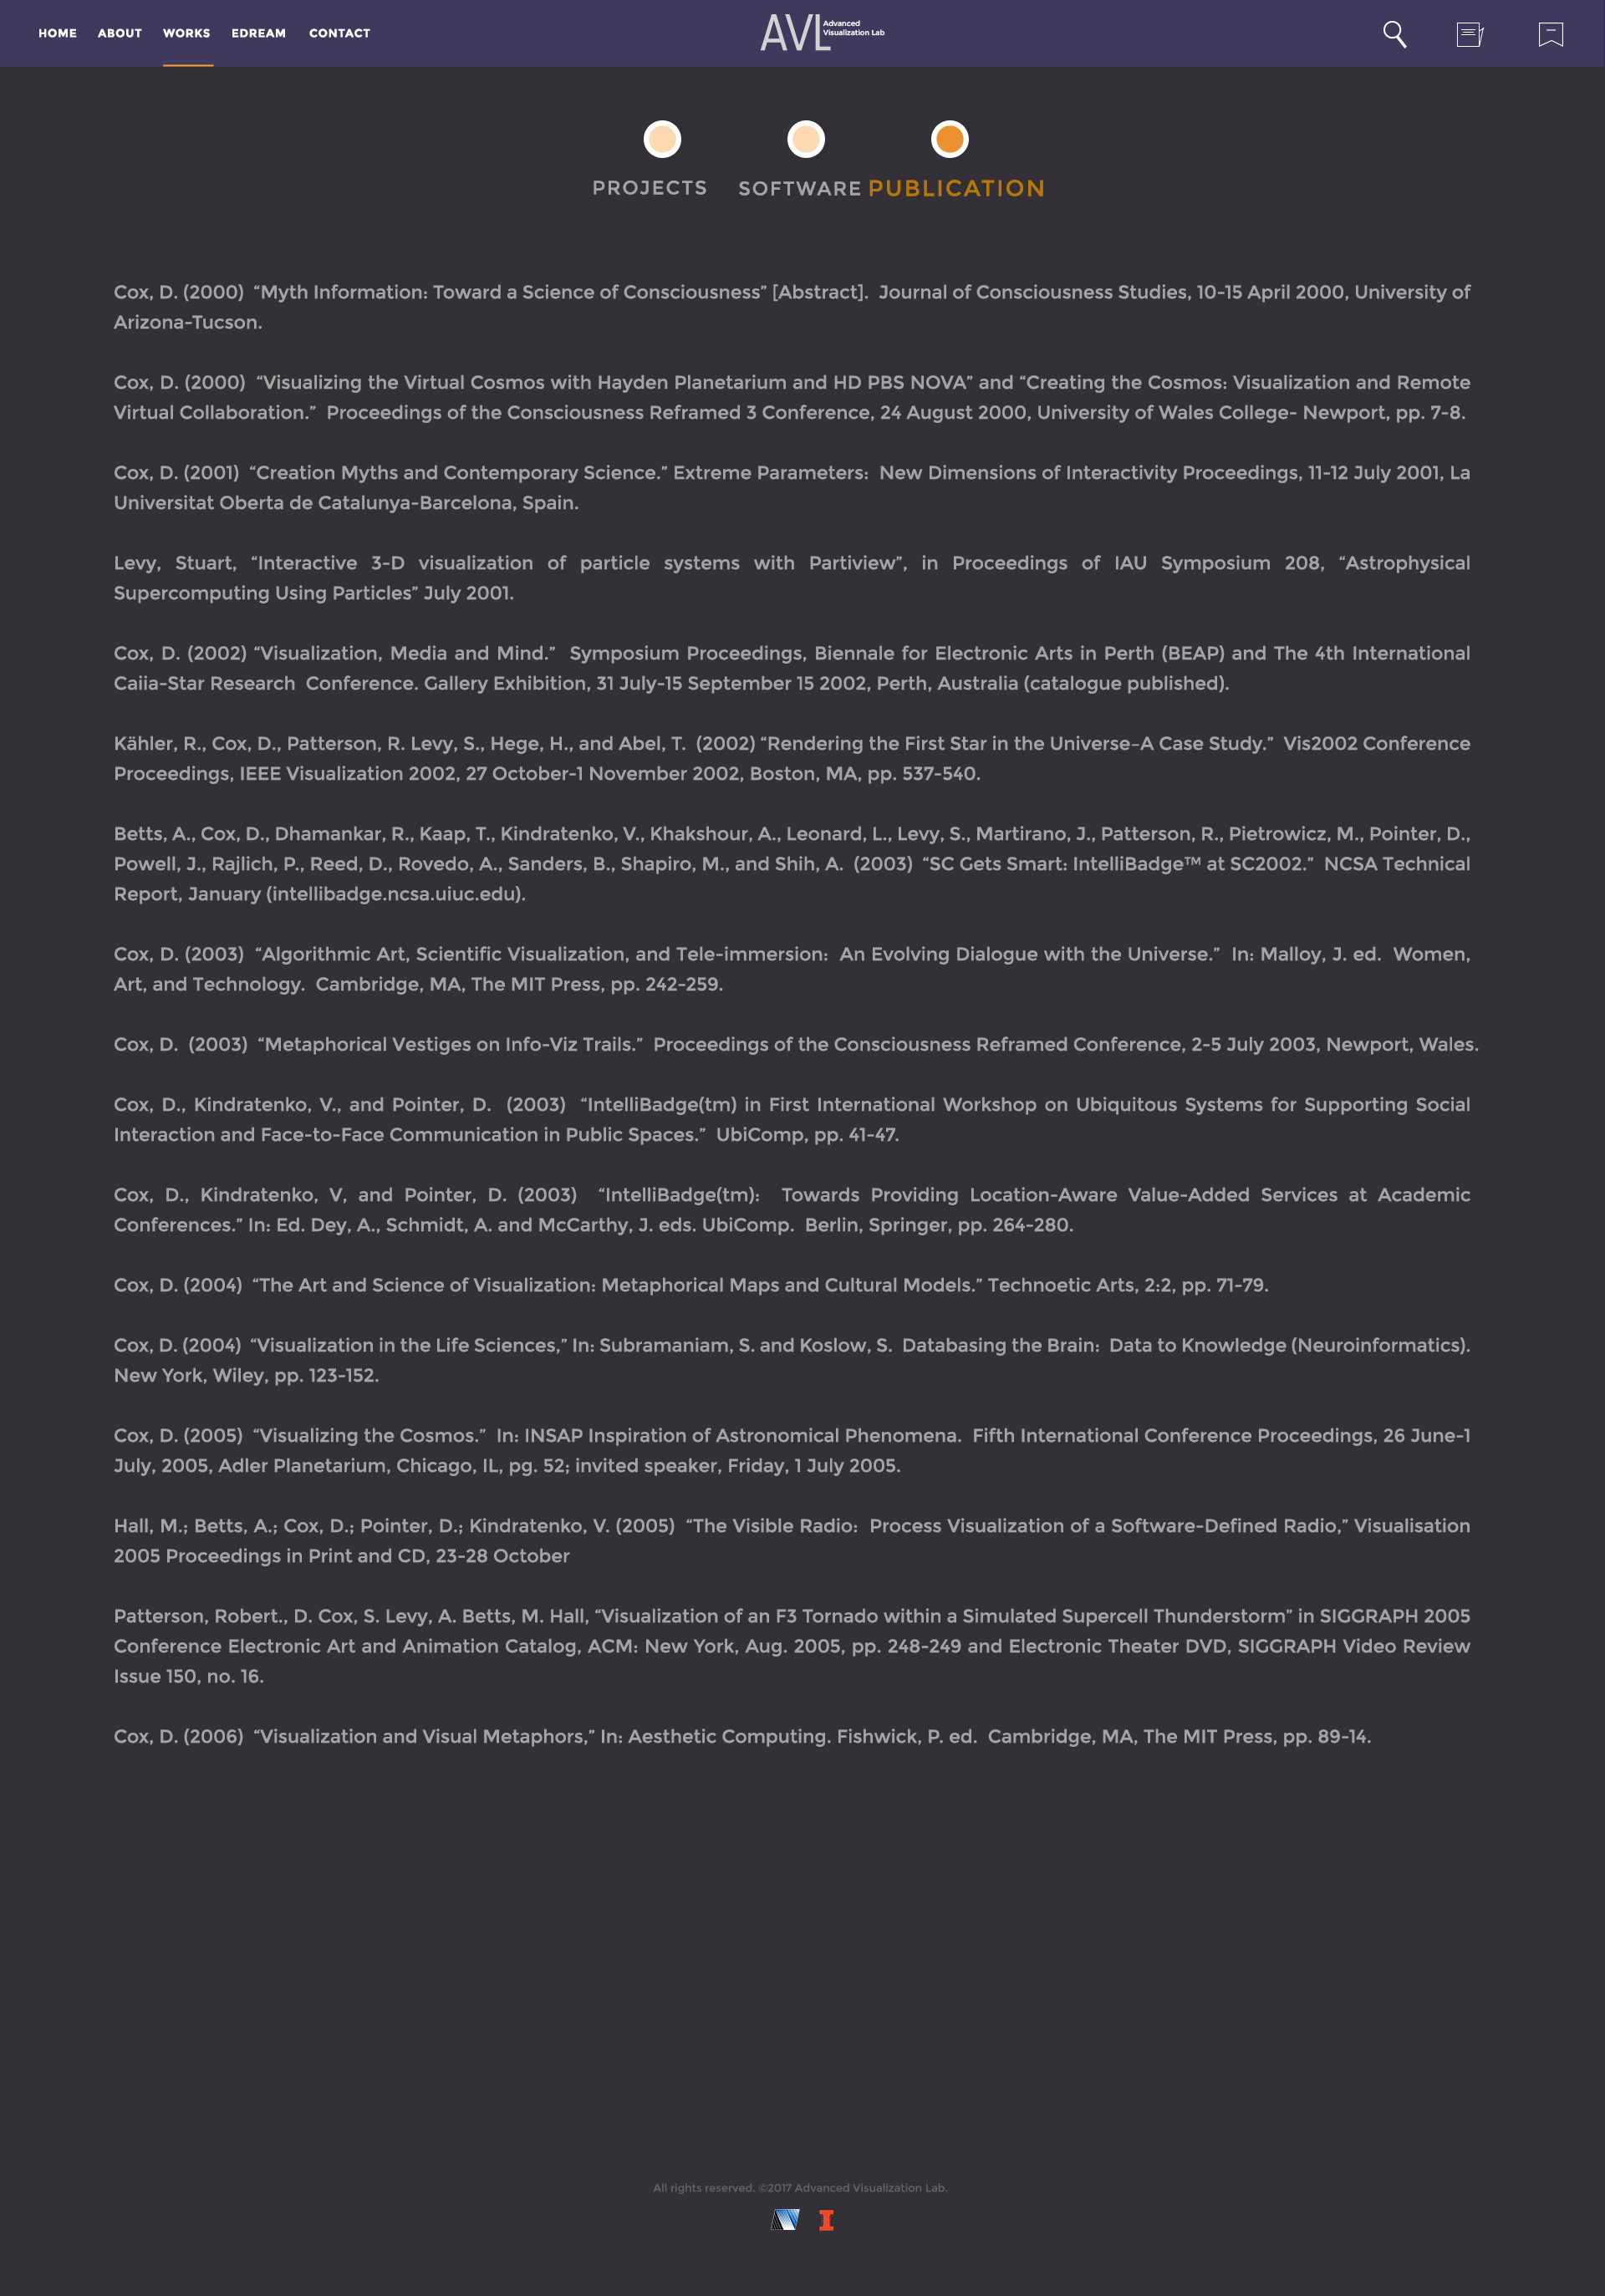 HOME ABOUT WORKS EDREAM CONTACT
AVL Advanced
Visualization Lab
PROJECTS SOFTWARE PUBLICATION
Cox, D. (2000) “Myth Information: Toward a Science of Consciousness” [Abstract]. Journal of Consciousness Studies, 10-15 April 2000, University of
Arizona-Tucson.
Cox, D. (2000) “Visualizing the Virtual Cosmos with Hayden Planetarium and HD PBS NOVA” and “Creating the Cosmos: Visualization and Remote
Virtual Collaboration.” Proceedings of the Consciousness Reframed 3 Conference, 24 August 2000, University of Wales College- Newport, pp. 7-8.
Cox, D. (2001) “Creation Myths and Contemporary Science.” Extreme Parameters: New Dimensions of Interactivity Proceedings, 11-12 July 2001, La
Universitat Oberta de Catalunya-Barcelona, Spain.
Levy, Stuart, “Interactive 3-D visualization of particle systems with Partiview”, in Proceedings of IAU Symposium 208, “Astrophysical
Supercomputing Using Particles” July 2001.
Cox, D. (2002) “Visualization, Media and Mind.” Symposium Proceedings, Biennale for Electronic Arts in Perth (BEAP) and The 4th International
Caiia-Star Research Conference. Gallery Exhibition, 31 July-15 September 15 2002, Perth, Australia (catalogue published).
Kähler, R., Cox, D., Patterson, R. Levy, S., Hege, H., and Abel, T. (2002) “Rendering the First Star in the Universe–A Case Study.” Vis2002 Conference
Proceedings, IEEE Visualization 2002, 27 October-1 November 2002, Boston, MA, pp. 537-540.
Betts, A., Cox, D., Dhamankar, R., Kaap, T., Kindratenko, V., Khakshour, A., Leonard, L., Levy, S., Martirano, J., Patterson, R., Pietrowicz, M., Pointer, D.,
Powell, J., Rajlich, P., Reed, D., Rovedo, A., Sanders, B., Shapiro, M., and Shih, A. (2003) “SC Gets Smart: IntelliBadge™ at SC2002.” NCSA Technical
Report, January (intellibadge.ncsa.uiuc.edu).
Cox, D. (2003) “Algorithmic Art, Scientific Visualization, and Tele-immersion: An Evolving Dialogue with the Universe.” In: Malloy, J. ed. Women,
Art, and Technology. Cambridge, MA, The MIT Press, pp. 242-259.
Cox, D. (2003) “Metaphorical Vestiges on Info-Viz Trails.” Proceedings of the Consciousness Reframed Conference, 2-5 July 2003, Newport, Wales.
Cox, D., Kindratenko, V., and Pointer, D. (2003) “IntelliBadge(tm) in First International Workshop on Ubiquitous Systems for Supporting Social
Interaction and Face-to-Face Communication in Public Spaces.” UbiComp, pp. 41-47.
Cox, D., Kindratenko, V, and Pointer, D. (2003) “IntelliBadge(tm): Towards Providing Location-Aware Value-Added Services at Academic
Conferences.” In: Ed. Dey, A., Schmidt, A. and McCarthy, J. eds. UbiComp. Berlin, Springer, pp. 264-280.
Cox, D. (2004) “The Art and Science of Visualization: Metaphorical Maps and Cultural Models.” Technoetic Arts, 2:2, pp. 71-79.
Cox, D. (2004) “Visualization in the Life Sciences,” In: Subramaniam, S. and Koslow, S. Databasing the Brain: Data to Knowledge (Neuroinformatics).
New York, Wiley, pp. 123-152.
Cox, D. (2005) “Visualizing the Cosmos.” In: INSAP Inspiration of Astronomical Phenomena. Fifth International Conference Proceedings, 26 June-1
July, 2005, Adler Planetarium, Chicago, IL, pg. 52; invited speaker, Friday, 1 July 2005.
Hall, M.; Betts, A.; Cox, D.; Pointer, D.; Kindratenko, V. (2005) “The Visible Radio: Process Visualization of a Software-Defined Radio,” Visualisation
2005 Proceedings in Print and CD, 23-28 October
Patterson, Robert., D. Cox, S. Levy, A. Betts, M. Hall, “Visualization of an F3 Tornado within a Simulated Supercell Thunderstorm” in SIGGRAPH 2005
Conference Electronic Art and Animation Catalog, ACM: New York, Aug. 2005, pp. 248-249 and Electronic Theater DVD, SIGGRAPH Video Review
Issue 150, no. 16.
Cox, D. (2006) “Visualization and Visual Metaphors,” In: Aesthetic Computing. Fishwick, P. ed. Cambridge, MA, The MIT Press, pp. 89-14.
All rights reserved. ©2017 Advanced Visualization Lab.
I